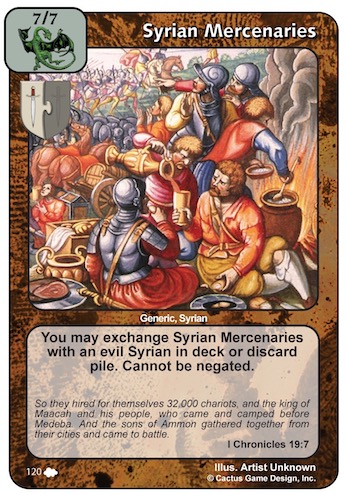 7/7
Syrian Mercenaries
Generic, Syrian
You may exchange Syrian Mercenaries
with an evil Syrian in deck or discard
pile. Cannot be negated.
So they hired for themselves 32,000 chariots, and the king of
Maacah and his people, who came and camped before
Medeba. And the sons of Ammon gathered together from
their cities and came to battle.
I Chronicles 19:7
120
Illus. Artist Unknown
© Cactus Game Design, Inc.